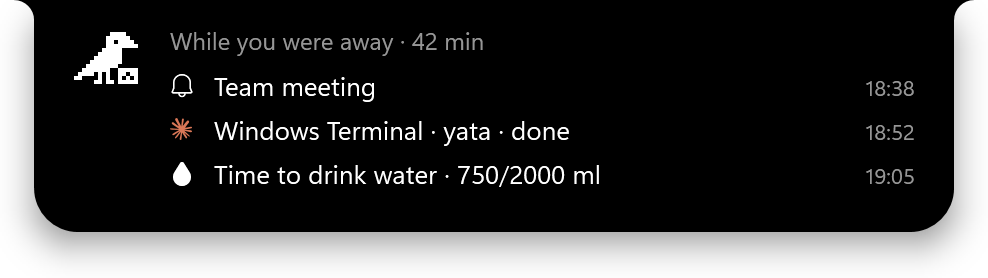 While you were away · 42 min
Team meeting 18:38
Windows Terminal · yata · done 18:52
Time to drink water · 750/2000 ml 19:05